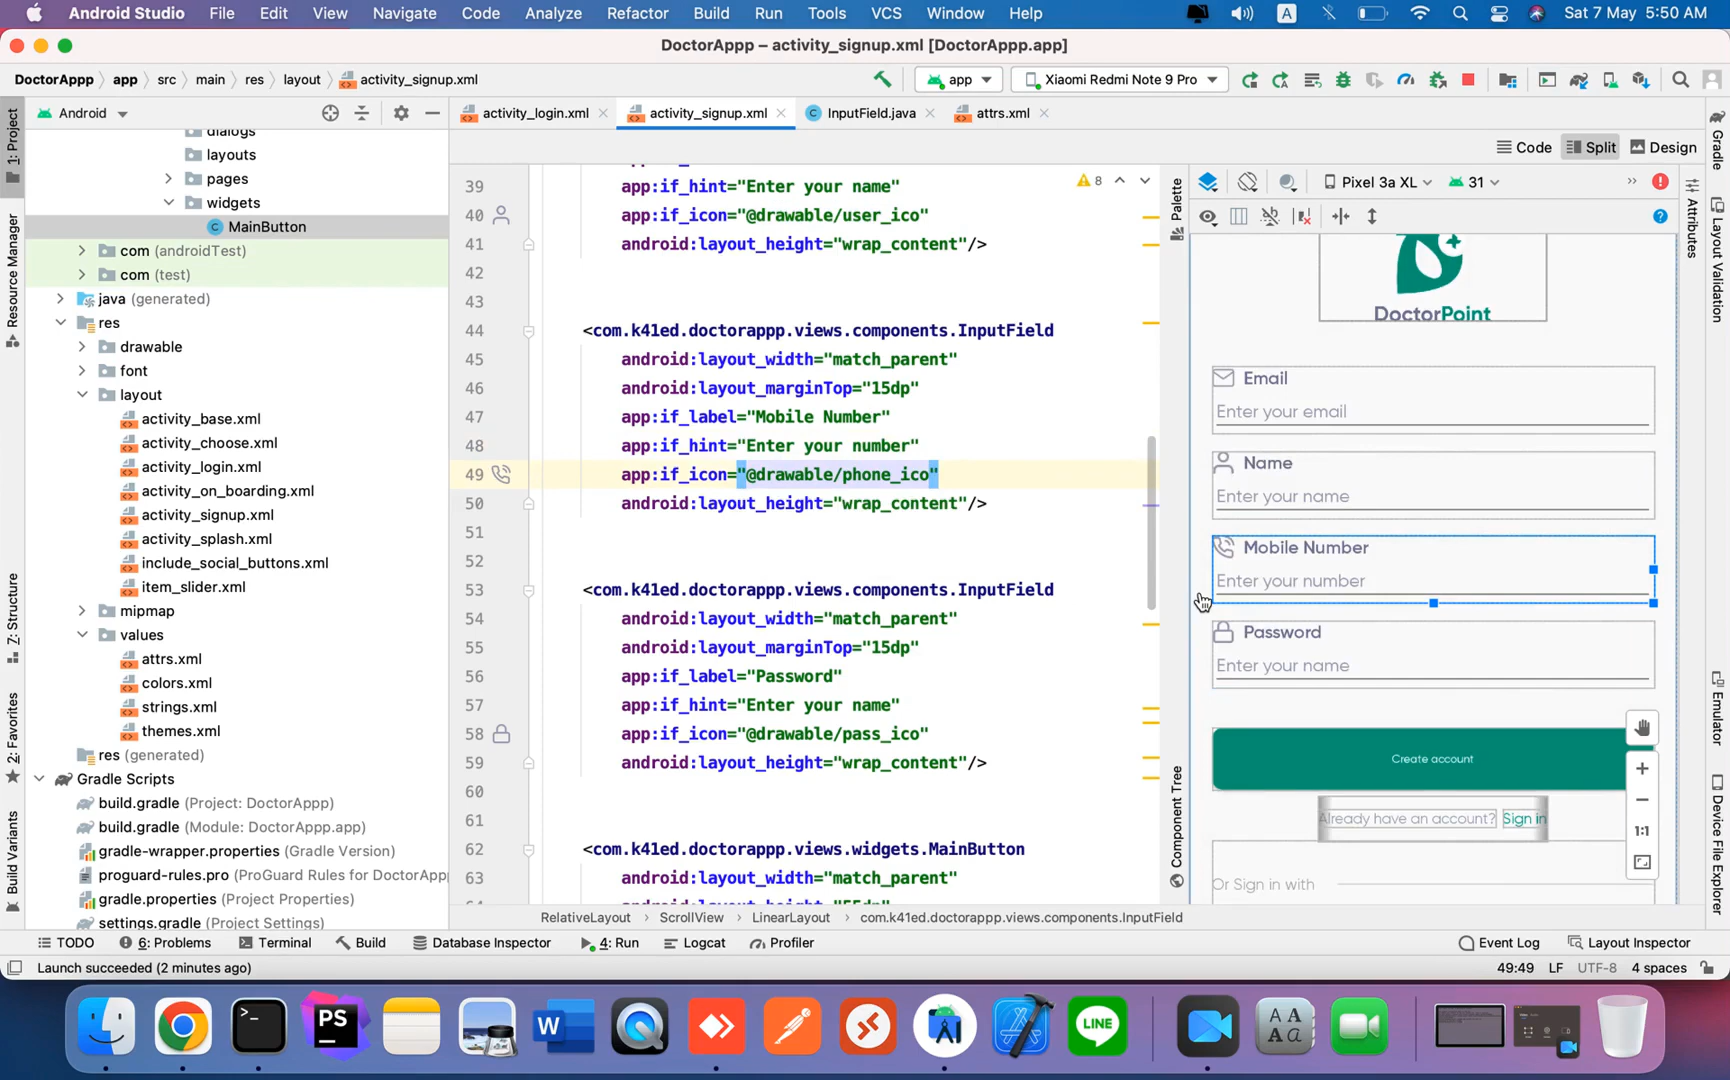 Android Studio File Edit View Navigate Code Analyze Refactor Build Run Tools VCS Window Help A Sat 7 May 5:50 AM
DoctorAppp – activity_signup.xml [DoctorAppp.app]
DoctorAppp app src main res layout activity_signup.xml app Xiaomi Redmi Note 9 Pro
Android activity_login.xml activity_signup.xml InputField.java attrs.xml
Code Split Design
1: Project
Resource Manager
Z: Structure
2: Favorites
Build Variants
dialogs
layouts
pages
widgets
MainButton
com (androidTest)
com (test)
java (generated)
res
drawable
font
layout
activity_base.xml
activity_choose.xml
activity_login.xml
activity_on_boarding.xml
activity_signup.xml
activity_splash.xml
include_social_buttons.xml
item_slider.xml
mipmap
values
attrs.xml
colors.xml
strings.xml
themes.xml
res (generated)
Gradle Scripts
build.gradle (Project: DoctorAppp)
build.gradle (Module: DoctorAppp.app)
gradle-wrapper.properties (Gradle Version)
proguard-rules.pro (ProGuard Rules for DoctorApp
gradle.properties (Project Properties)
settings.gradle (Project Settings)
8
39 app:if_hint="Enter your name"
40 app:if_icon="@drawable/user_ico"
41 android:layout_height="wrap_content"/>
42
43
44 <com.k41ed.doctorappp.views.components.InputField
45 android:layout_width="match_parent"
46 android:layout_marginTop="15dp"
47 app:if_label="Mobile Number"
48 app:if_hint="Enter your number"
49 app:if_icon="@drawable/phone_ico"
50 android:layout_height="wrap_content"/>
51
52
53 <com.k41ed.doctorappp.views.components.InputField
54 android:layout_width="match_parent"
55 android:layout_marginTop="15dp"
56 app:if_label="Password"
57 app:if_hint="Enter your name"
58 app:if_icon="@drawable/pass_ico"
59 android:layout_height="wrap_content"/>
60
61
62 <com.k41ed.doctorappp.views.widgets.MainButton
63 android:layout_width="match_parent"
RelativeLayout ScrollView LinearLayout com.k41ed.doctorappp.views.components.InputField
Palette
Component Tree
Pixel 3a XL 31
DoctorPoint
Email
Enter your email
Name
Enter your name
Mobile Number
Enter your number
Password
Enter your name
Create account
Already have an account? Sign in
Or Sign in with
1:1
Attributes
Gradle
Layout Validation
Emulator
Device File Explorer
TODO 6: Problems Terminal Build Database Inspector 4: Run Logcat Profiler Event Log Layout Inspector
Launch succeeded (2 minutes ago) 49:49 LF UTF-8 4 spaces
>_ PS W LINE